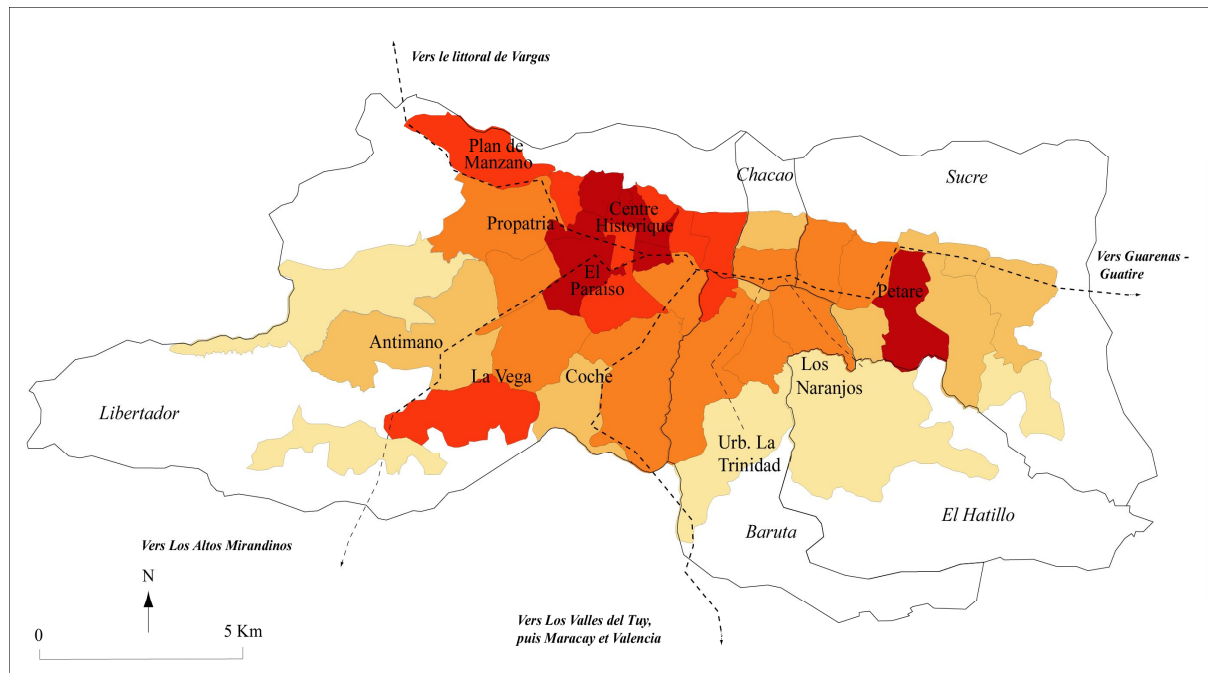 Vers le littoral de Vargas
Plan de
Manzano
Chacao
Sucre
Centre
Historique
Propatria
Vers Guarenas -
Guatire
El
Paraiso
Petare
Antimano
La Vega
Coche
Los
Naranjos
Libertador
Urb. La
Trinidad
El Hatillo
Baruta
Vers Los Altos Mirandinos
N
Vers Los Valles del Tuy,
puis Maracay et Valencia
0
5 Km